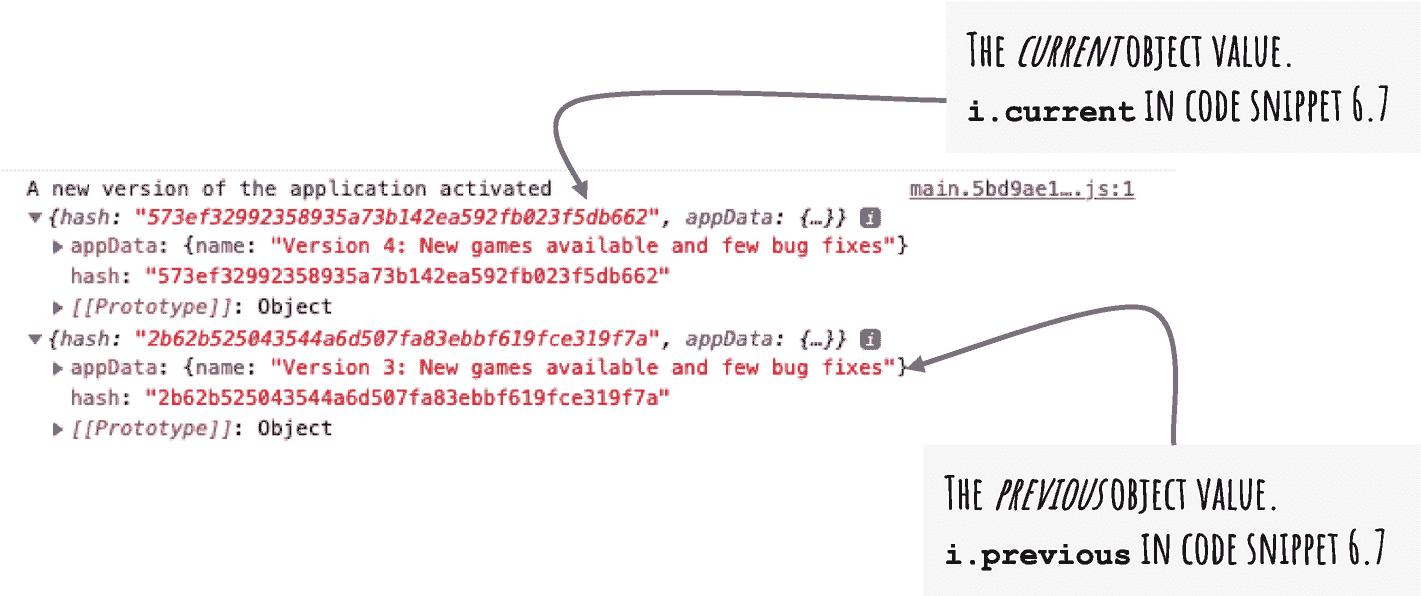 THE CURRENT OBJECT VALUE.
i.current IN CODE SNIPPET 6.7
A new version of the application activated main.5bd9ae1….js:1
▼{hash: "573ef32992358935a73b142ea592fb023f5db662", appData: {…}} i
▶appData: {name: "Version 4: New games available and few bug fixes"}
hash: "573ef32992358935a73b142ea592fb023f5db662"
▶[[Prototype]]: Object
▼{hash: "2b62b525043544a6d507fa83ebbf619fce319f7a", appData: {…}} i
▶appData: {name: "Version 3: New games available and few bug fixes"}
hash: "2b62b525043544a6d507fa83ebbf619fce319f7a"
▶[[Prototype]]: Object
THE PREVIOUS OBJECT VALUE.
i.previous IN CODE SNIPPET 6.7